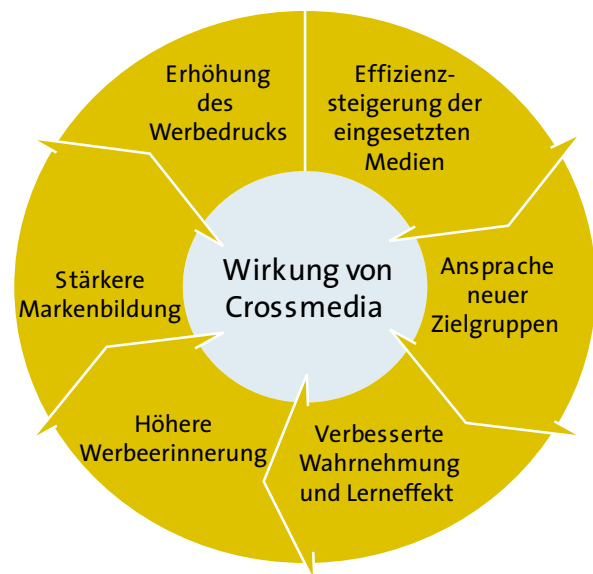 Wirkung von
Crossmedia
Effizienz-
steigerung der
eingesetzten
Medien
Ansprache
neuer
Zielgruppen
Verbesserte
Wahrnehmung
und Lerneffekt
Höhere
Werbeerinnerung
Stärkere
Markenbildung
Erhöhung
des
Werbedrucks